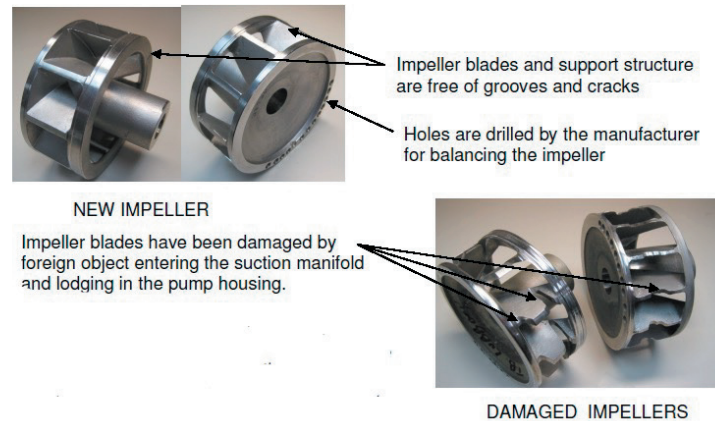 Impeller blades and support structure
are free of grooves and cracks
Holes are drilled by the manufacturer
for balancing the impeller
NEW IMPELLER
Impeller blades have been damaged by
foreign object entering the suction manifold
and lodging in the pump housing.
DAMAGED IMPELLERS